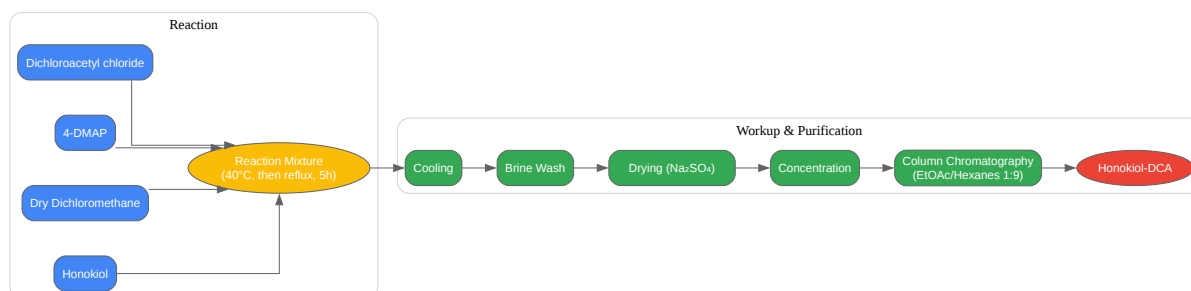 Reaction
Dichloroacetyl chloride
4-DMAP
Dry Dichloromethane
Honokiol
Reaction Mixture
(40°C, then reflux, 5h)
Workup & Purification
Cooling
Brine Wash
Drying (Na₂SO₄)
Concentration
Column Chromatography
(EtOAc/Hexanes 1:9)
Honokiol-DCA